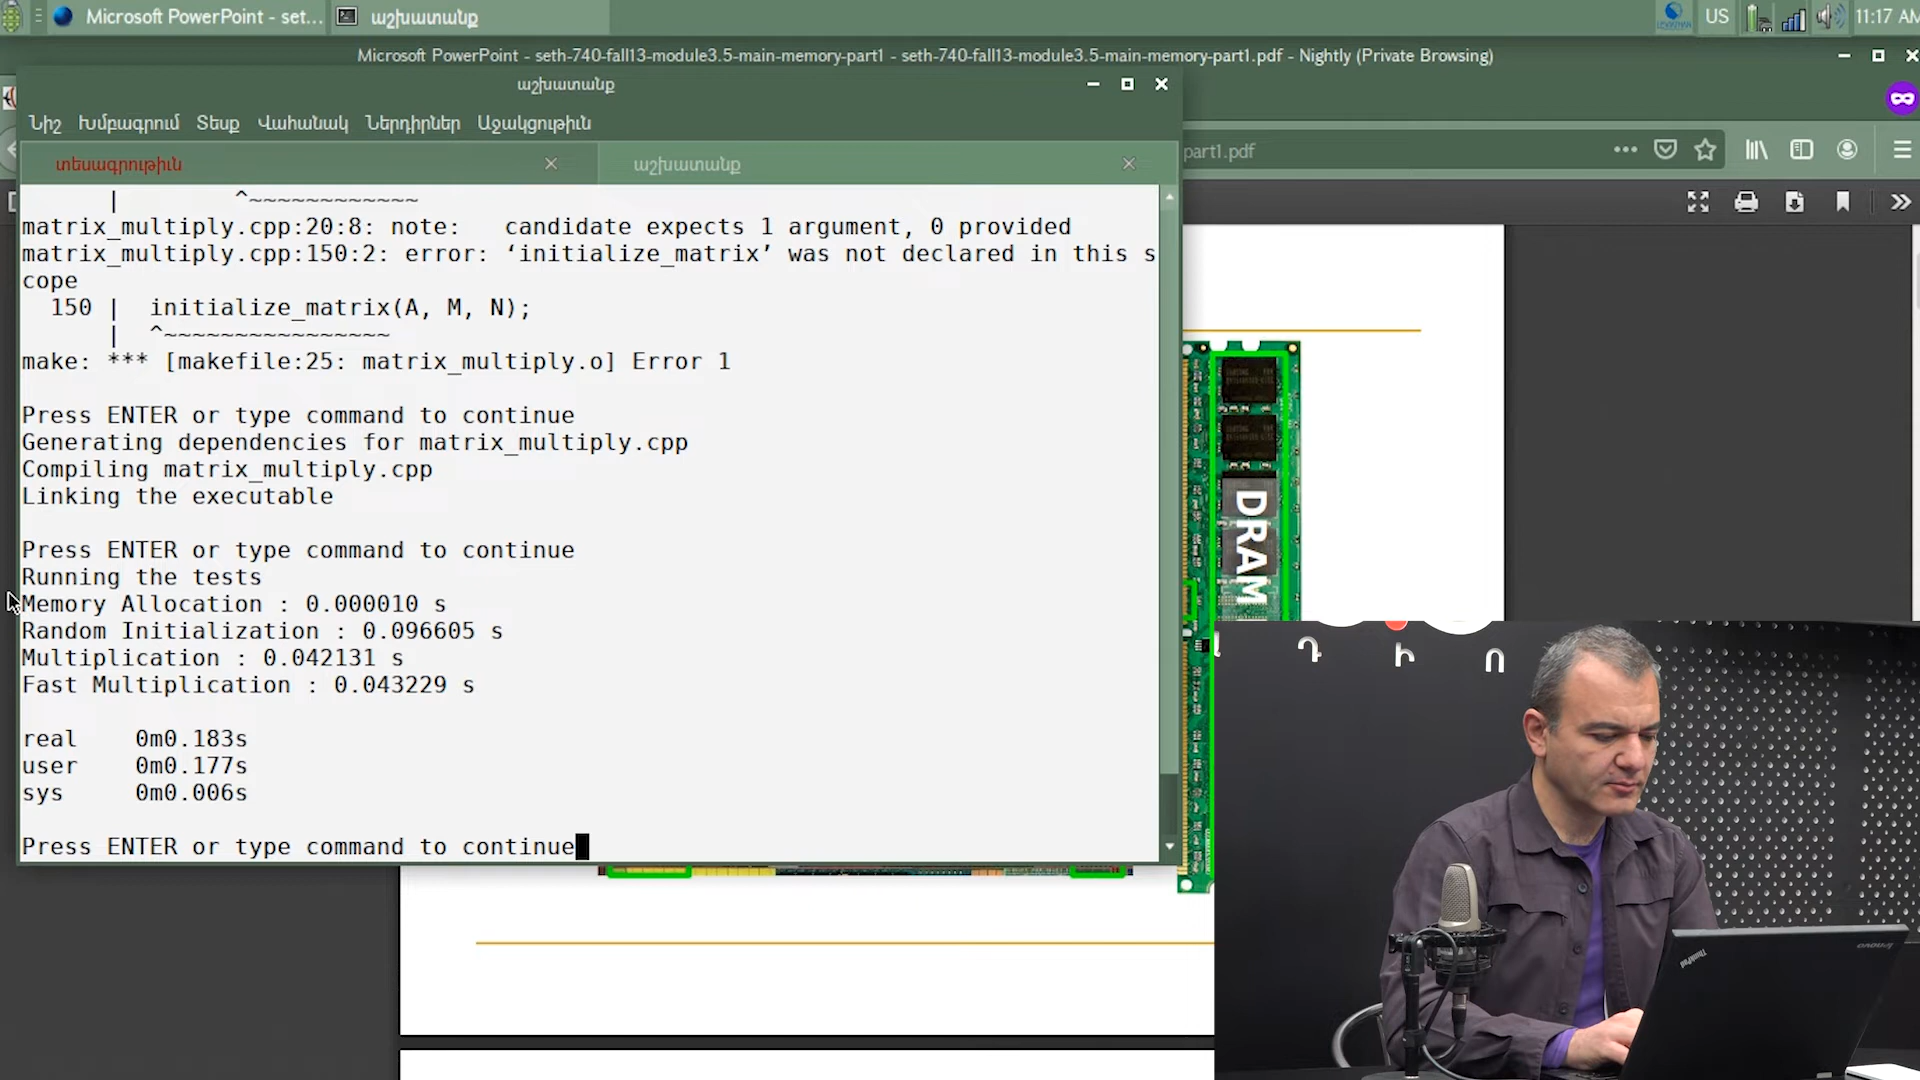 Microsoft PowerPoint - set...
աշխատանք
US
11:17 AM
Microsoft PowerPoint - seth-740-fall13-module3.5-main-memory-part1 - seth-740-fall13-module3.5-main-memory-part1.pdf - Nightly (Private Browsing)
աշխատանք
Նիշ Խմբագրում Տեսք Վահանակ Ներդիրներ Աջակցութիւն
part1.pdf
տեսագրութիւն
աշխատանք
| ^~~~~~~~~~~~~
matrix_multiply.cpp:20:8: note:   candidate expects 1 argument, 0 provided
matrix_multiply.cpp:150:2: error: ‘initialize_matrix’ was not declared in this s
cope
150 |  initialize_matrix(A, M, N);
|  ^~~~~~~~~~~~~~~~~
make: *** [makefile:25: matrix_multiply.o] Error 1
Press ENTER or type command to continue
Generating dependencies for matrix_multiply.cpp
Compiling matrix_multiply.cpp
Linking the executable
Press ENTER or type command to continue
Running the tests
Memory Allocation : 0.000010 s
Random Initialization : 0.096605 s
Multiplication : 0.042131 s
Fast Multiplication : 0.043229 s
real    0m0.183s
user    0m0.177s
sys     0m0.006s
Press ENTER or type command to continue
DRAM
Դ Ի Ո
ThinkPad
lenovo